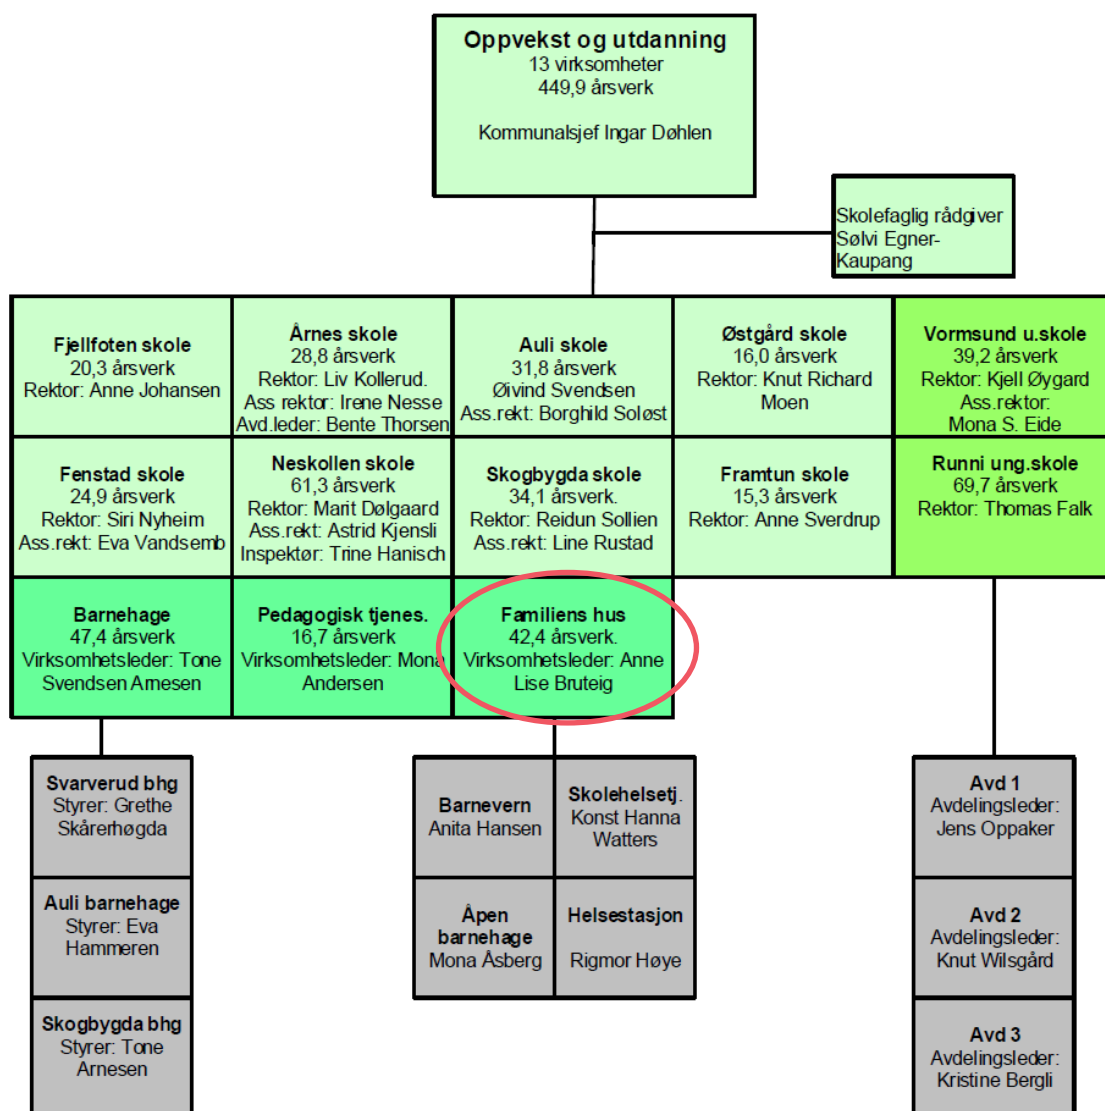 Oppvekst og utdanning
13 virksomheter
449,9 årsverk
Kommunalsjef Ingar Døhlen
Skolefaglig rådgiver
Sølvi Egner-
Kaupang
Fjellfoten skole
20,3 årsverk
Rektor: Anne Johansen
Årnes skole
28,8 årsverk
Rektor: Liv Kollerud.
Ass rektor: Irene Nesse
Avd.leder: Bente Thorsen
Auli skole
31,8 årsverk
Øivind Svendsen
Ass.rekt: Borghild Soløst
Østgård skole
16,0 årsverk
Rektor: Knut Richard
Moen
Vormsund u.skole
39,2 årsverk
Rektor: Kjell Øygard
Ass.rektor:
Mona S. Eide
Fenstad skole
24,9 årsverk
Rektor: Siri Nyheim
Ass.rekt: Eva Vandsemb
Neskollen skole
61,3 årsverk
Rektor: Marit Dølgaard
Ass.rekt: Astrid Kjensli
Inspektør: Trine Hanisch
Skogbygda skole
34,1 årsverk.
Rektor: Reidun Sollien
Ass.rekt: Line Rustad
Framtun skole
15,3 årsverk
Rektor: Anne Sverdrup
Runni ung.skole
69,7 årsverk
Rektor: Thomas Falk
Barnehage
47,4 årsverk
Virksomhetsleder: Tone
Svendsen Arnesen
Pedagogisk tjenes.
16,7 årsverk
Virksomhetsleder: Mona
Andersen
Familiens hus
42,4 årsverk.
Virksomhetsleder: Anne
Lise Bruteig
Svarverud bhg
Styrer: Grethe
Skårerhøgda
Auli barnehage
Styrer: Eva
Hammeren
Skogbygda bhg
Styrer: Tone
Arnesen
Barnevern
Anita Hansen
Skolehelsetj.
Konst Hanna
Watters
Åpen
barnehage
Mona Åsberg
Helsestasjon
Rigmor Høye
Avd 1
Avdelingsleder:
Jens Oppaker
Avd 2
Avdelingsleder:
Knut Wilsgård
Avd 3
Avdelingsleder:
Kristine Bergli